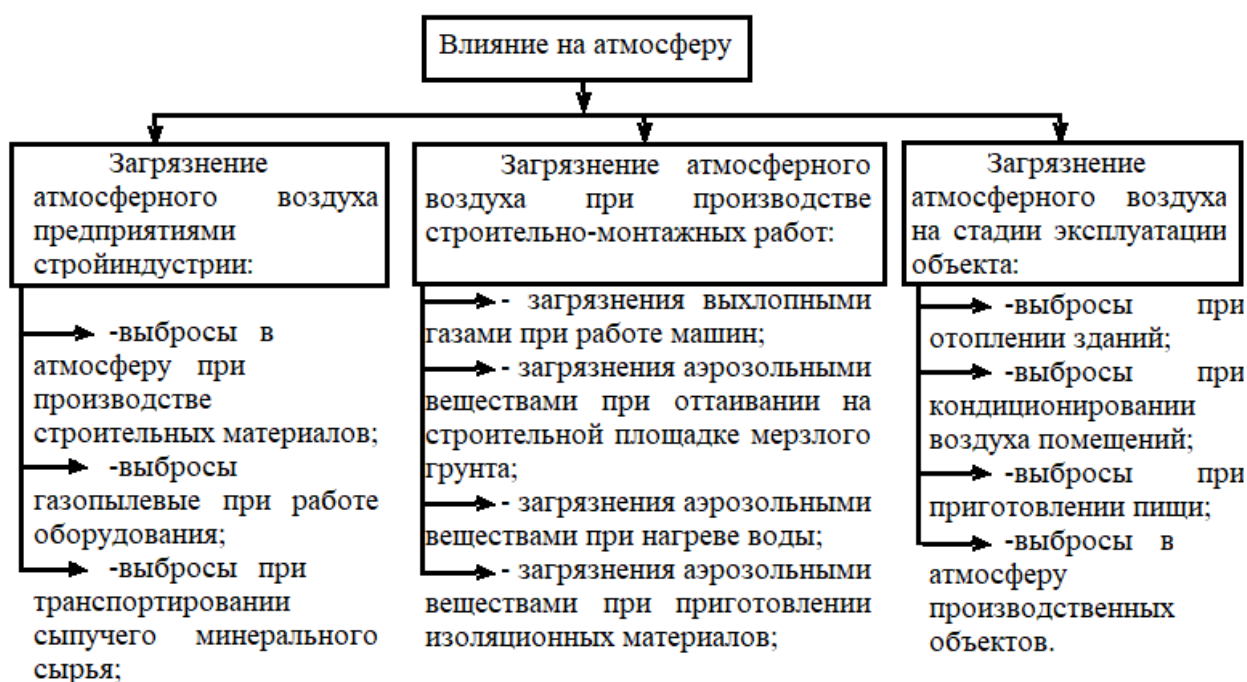 Влияние на атмосферу
Загрязнение
атмосферного воздуха
предприятиями
стройиндустрии:
-выбросы в
атмосферу при
производстве
строительных материалов;
-выбросы
газопылевые при работе
оборудования;
-выбросы при
транспортировании
сыпучего минерального
сырья;
Загрязнение атмосферного
воздуха при производстве
строительно-монтажных работ:
- загрязнения выхлопными
газами при работе машин;
- загрязнения аэрозольными
веществами при оттаивании на
строительной площадке мерзлого
грунта;
- загрязнения аэрозольными
веществами при нагреве воды;
- загрязнения аэрозольными
веществами при приготовлении
изоляционных материалов;
Загрязнение
атмосферного воздуха
на стадии эксплуатации
объекта:
-выбросы при
отоплении зданий;
-выбросы при
кондиционировании
воздуха помещений;
-выбросы при
приготовлении пищи;
-выбросы в
атмосферу
производственных
объектов.